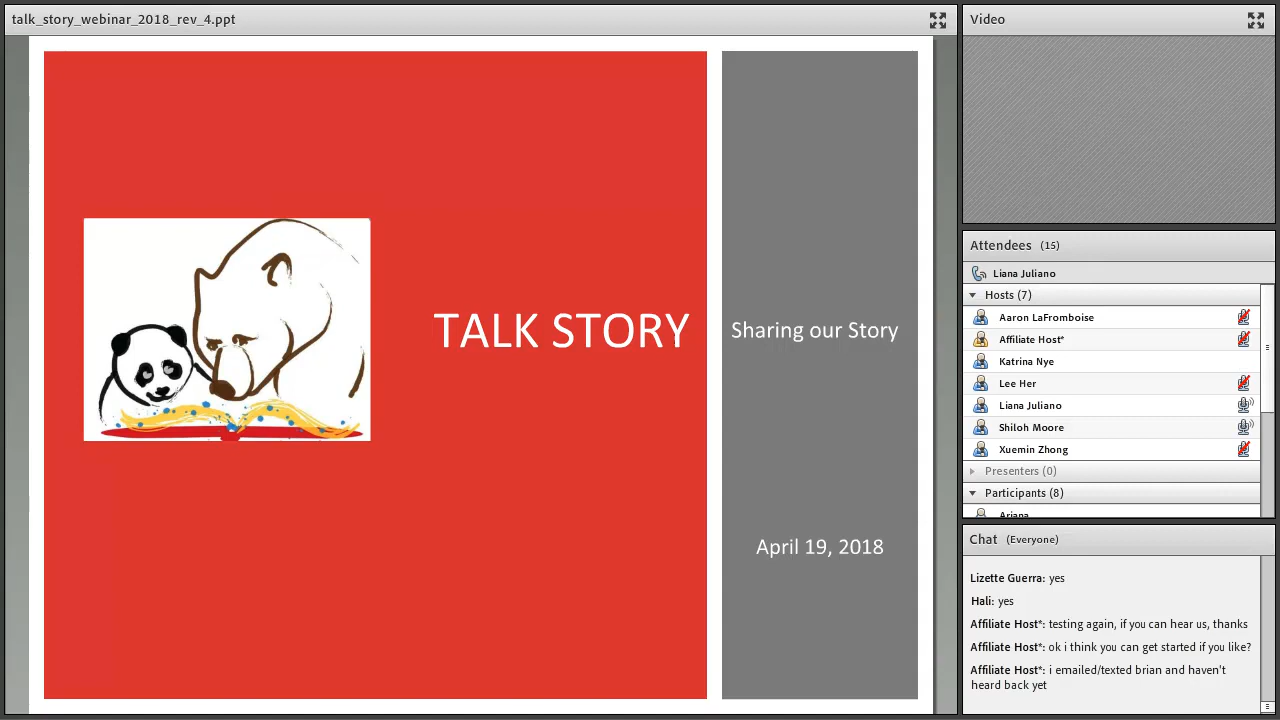 talk_story_webinar_2018_rev_4.ppt
TALK STORY
Sharing our Story
April 19, 2018
Video
Attendees (15)
Liana Juliano
Hosts (7)
Aaron LaFromboise
Affiliate Host*
Katrina Nye
Lee Her
Liana Juliano
Shiloh Moore
Xuemin Zhong
Presenters (0)
Participants (8)
Ariana
Chat (Everyone)
Lizette Guerra: yes
Hali: yes
Affiliate Host*: testing again, if you can hear us, thanks
Affiliate Host*: ok i think you can get started if you like?
Affiliate Host*: i emailed/texted brian and haven't
heard back yet